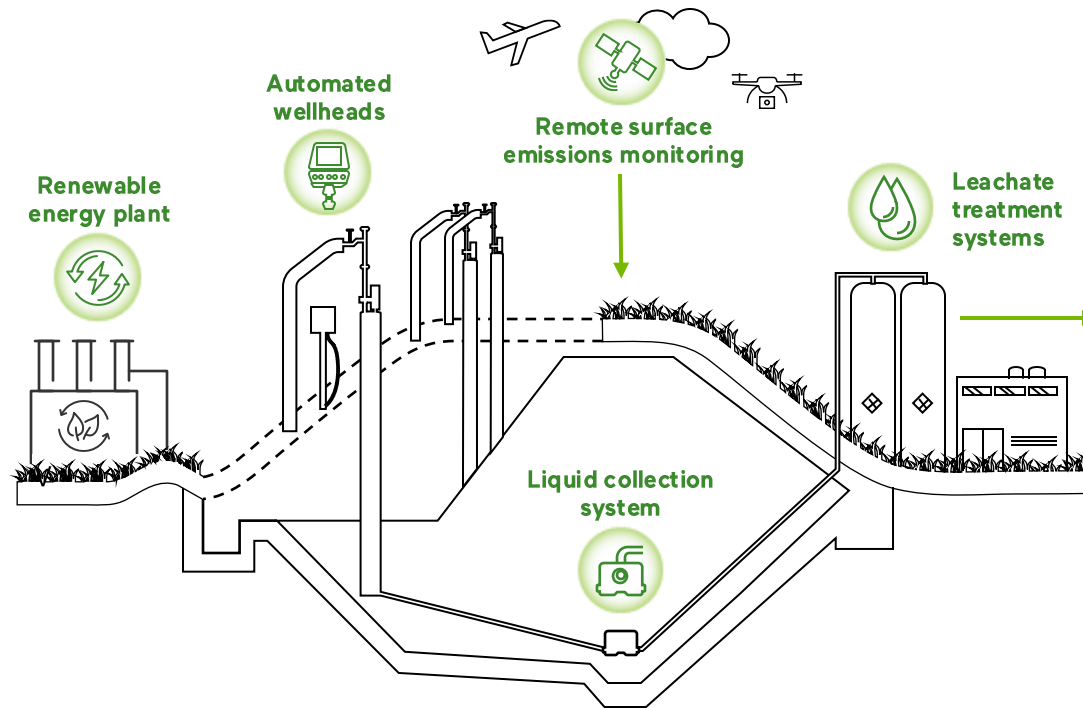 Automated
wellheads
Remote surface
emissions monitoring
Renewable
energy plant
Leachate
treatment
systems
Liquid collection
system